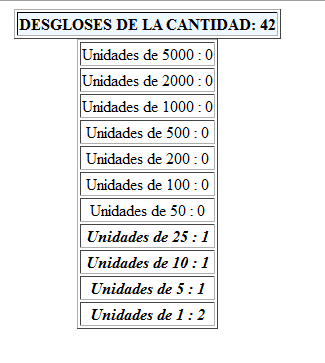 DESGLOSES DE LA CANTIDAD: 42
Unidades de 5000 : 0
Unidades de 2000 : 0
Unidades de 1000 : 0
Unidades de 500 : 0
Unidades de 200 : 0
Unidades de 100 : 0
Unidades de 50 : 0
Unidades de 25 : 1
Unidades de 10 : 1
Unidades de 5 : 1
Unidades de 1 : 2